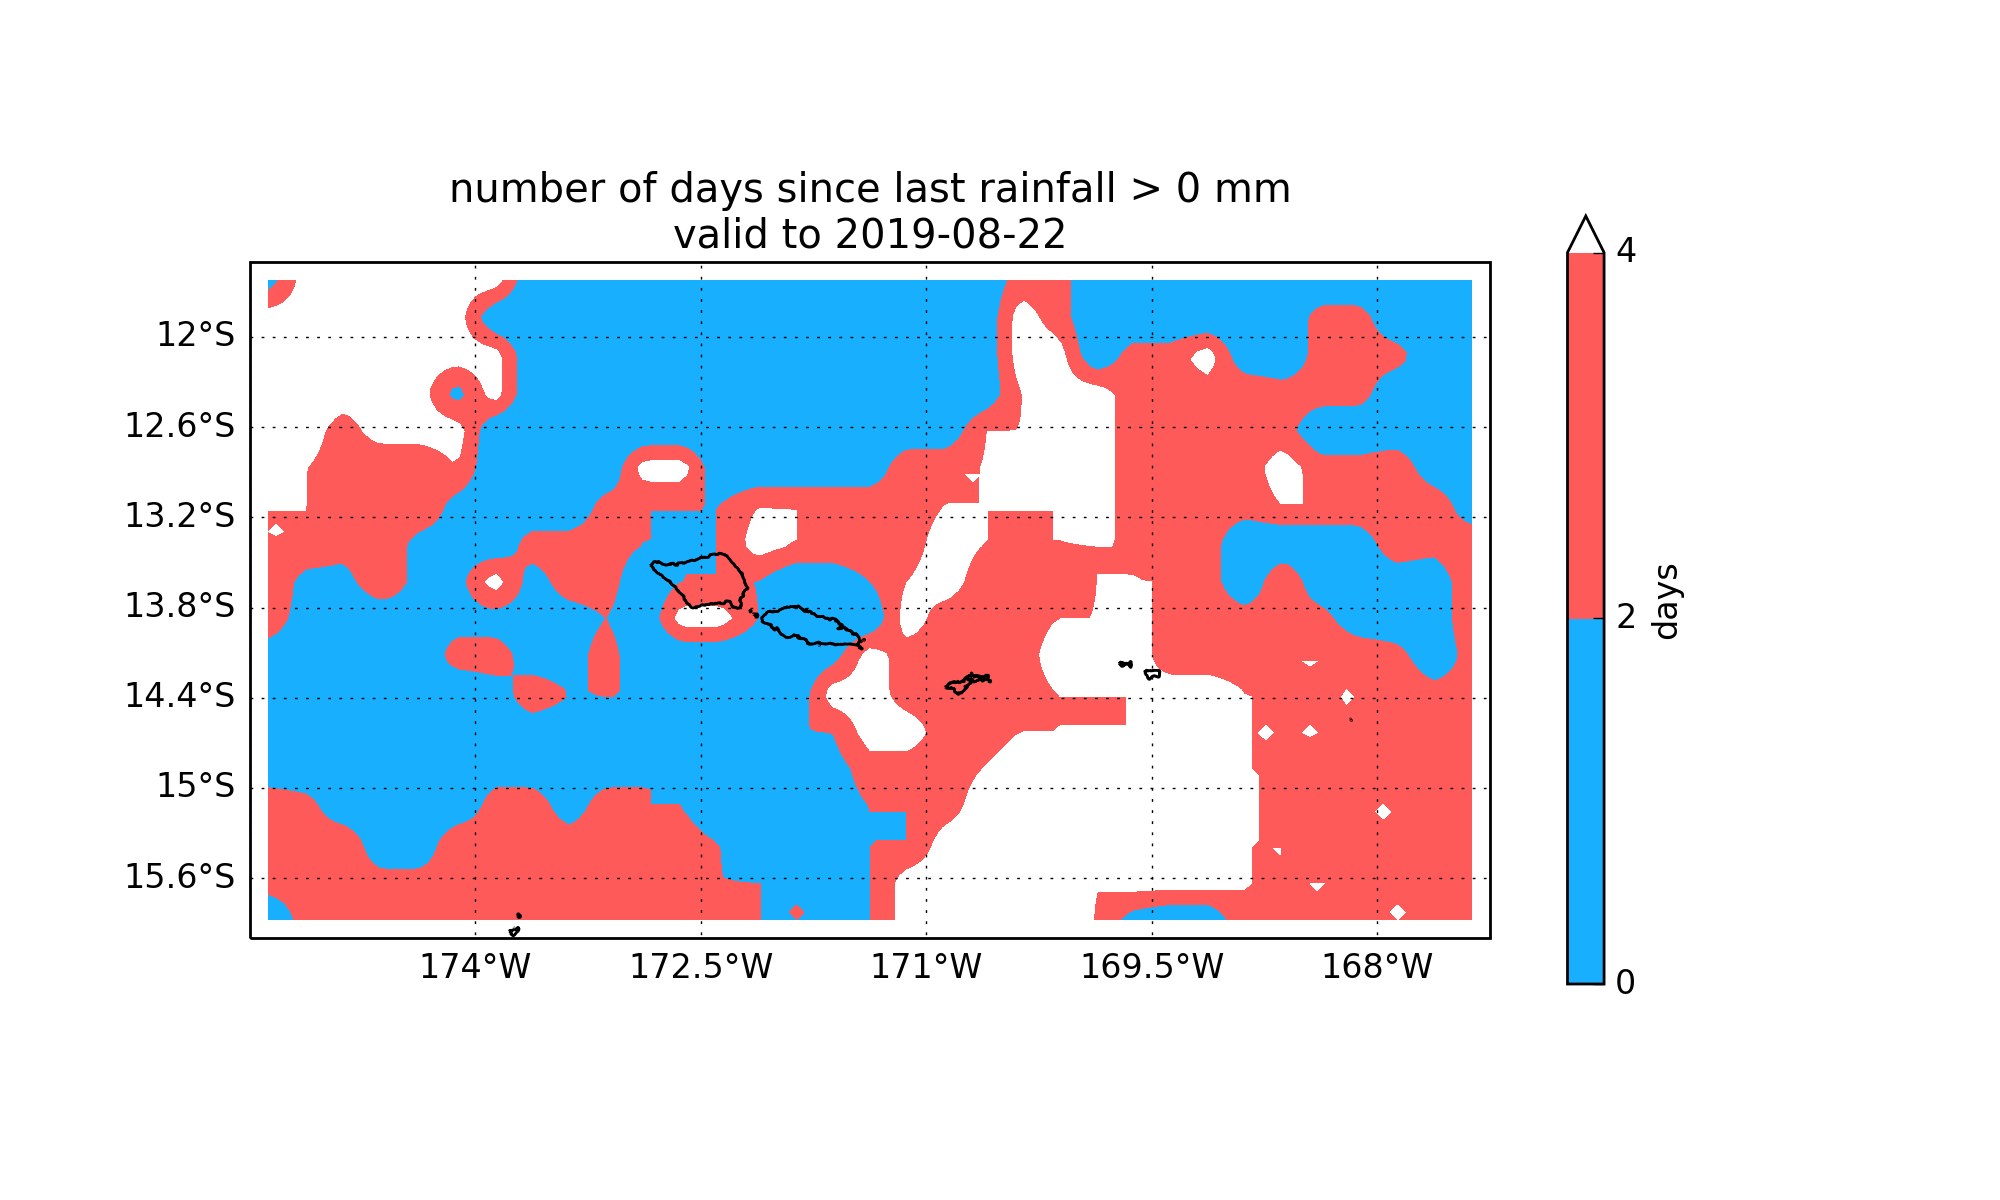 number of days since last rainfall > 0 mm
valid to 2019-08-22
12°S
12.6°S
13.2°S
13.8°S
14.4°S
15°S
15.6°S
174°W
172.5°W
171°W
169.5°W
168°W
4
2
0
days